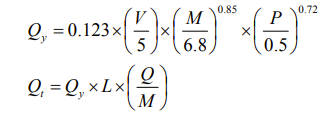 Q_y = 0.123 × (V/5) × (M/6.8)^0.85 × (P/0.5)^0.72
Q_t = Q_y × L × (Q/M)